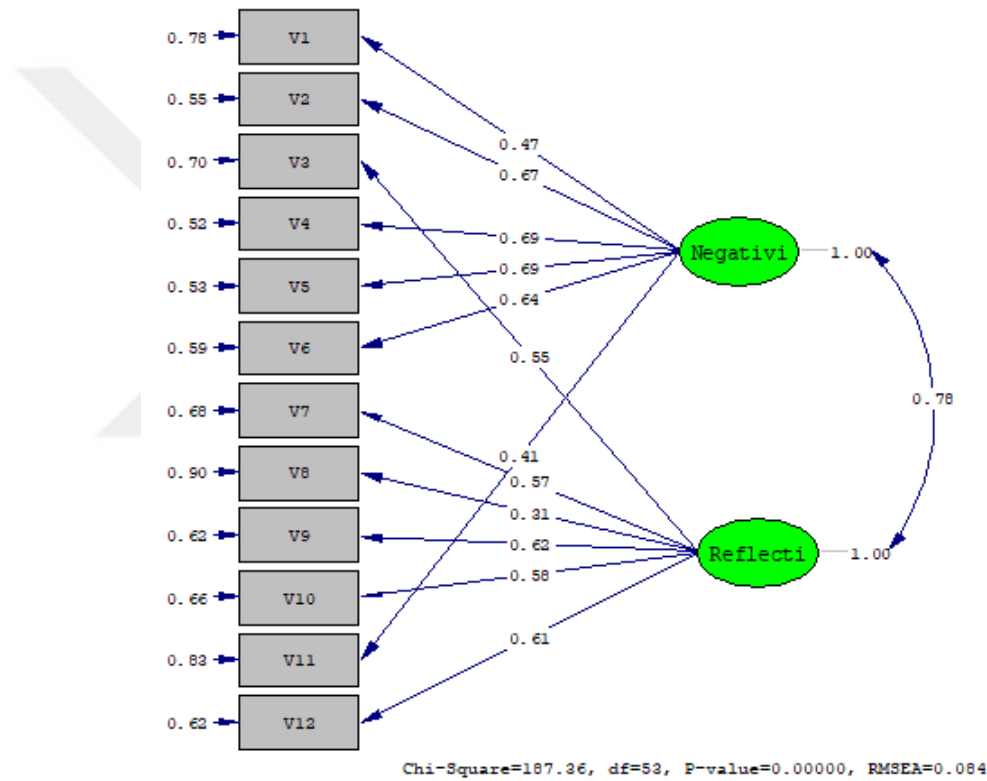 0.78 V1
0.55 V2
0.70 V3
0.52 V4
0.53 V5
0.59 V6
0.68 V7
0.90 V8
0.62 V9
0.66 V10
0.83 V11
0.62 V12
0.47
0.67
0.69
0.69
0.64
0.55
0.41
0.57
0.31
0.62
0.58
0.61
Negativi 1.00
0.78
Reflecti 1.00
Chi-Square=187.36, df=53, P-value=0.00000, RMSEA=0.084